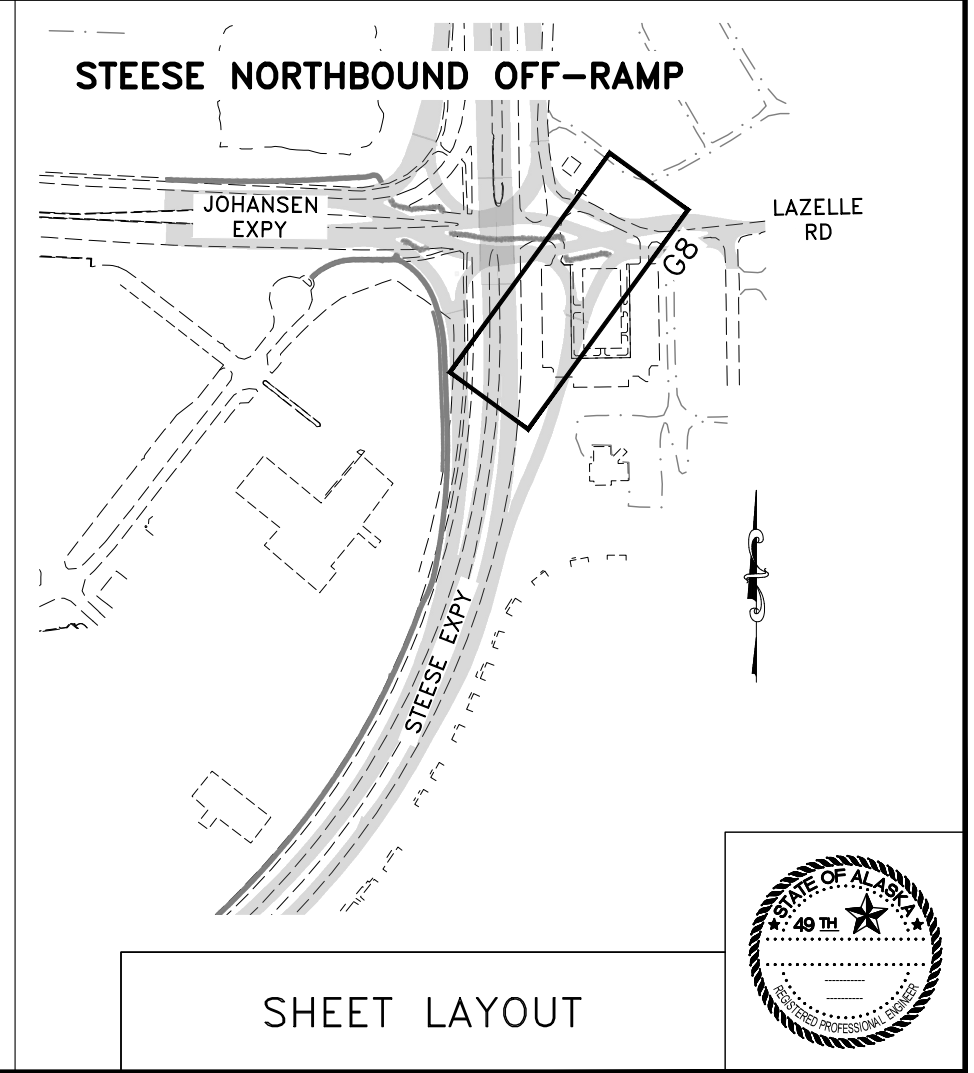 STEESE NORTHBOUND OFF-RAMP
JOHANSEN
EXPY
LAZELLE
RD
G8
STEESE EXPY
SHEET LAYOUT
STATE OF ALASKA
49 TH
REGISTERED PROFESSIONAL ENGINEER